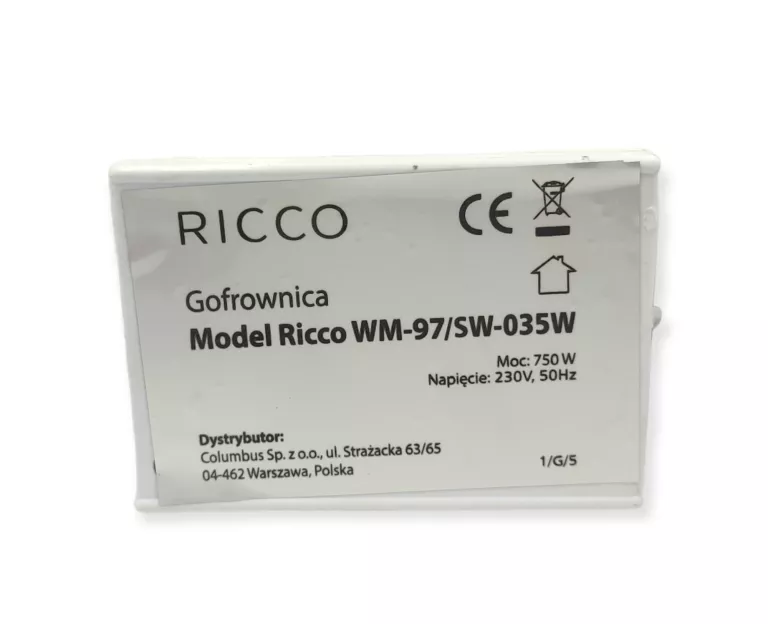 RICCO
CE
Gofrownica
Model Ricco WM-97/SW-035W
Moc: 750 W
Napięcie: 230V, 50Hz
Dystrybutor:
Columbus Sp. z o.o., ul. Strażacka 63/65
04-462 Warszawa, Polska
1/G/5